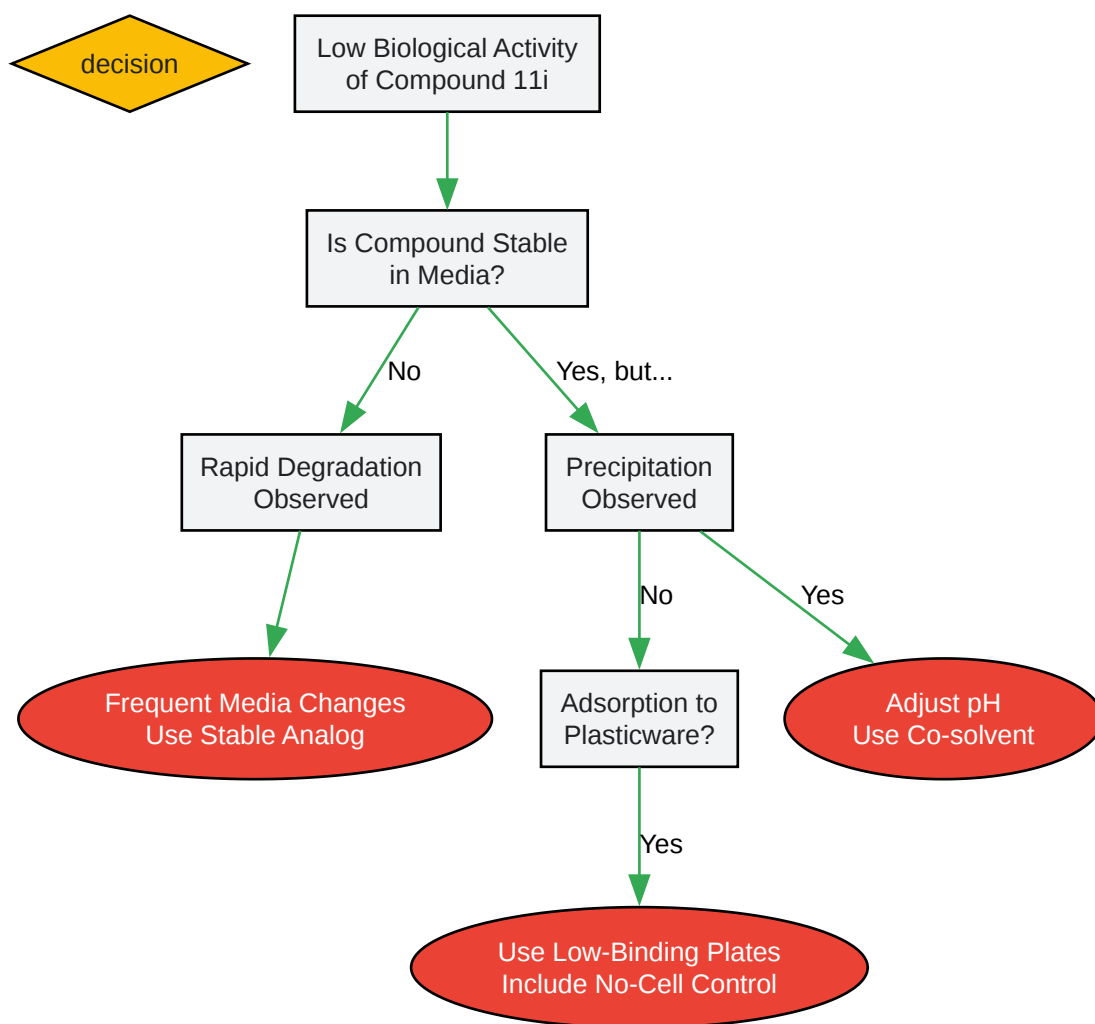 decision
Low Biological Activity
of Compound 11i
Is Compound Stable
in Media?
No
Yes, but...
Rapid Degradation
Observed
Precipitation
Observed
No
Yes
Frequent Media Changes
Use Stable Analog
Adsorption to
Plasticware?
Adjust pH
Use Co-solvent
Yes
Use Low-Binding Plates
Include No-Cell Control